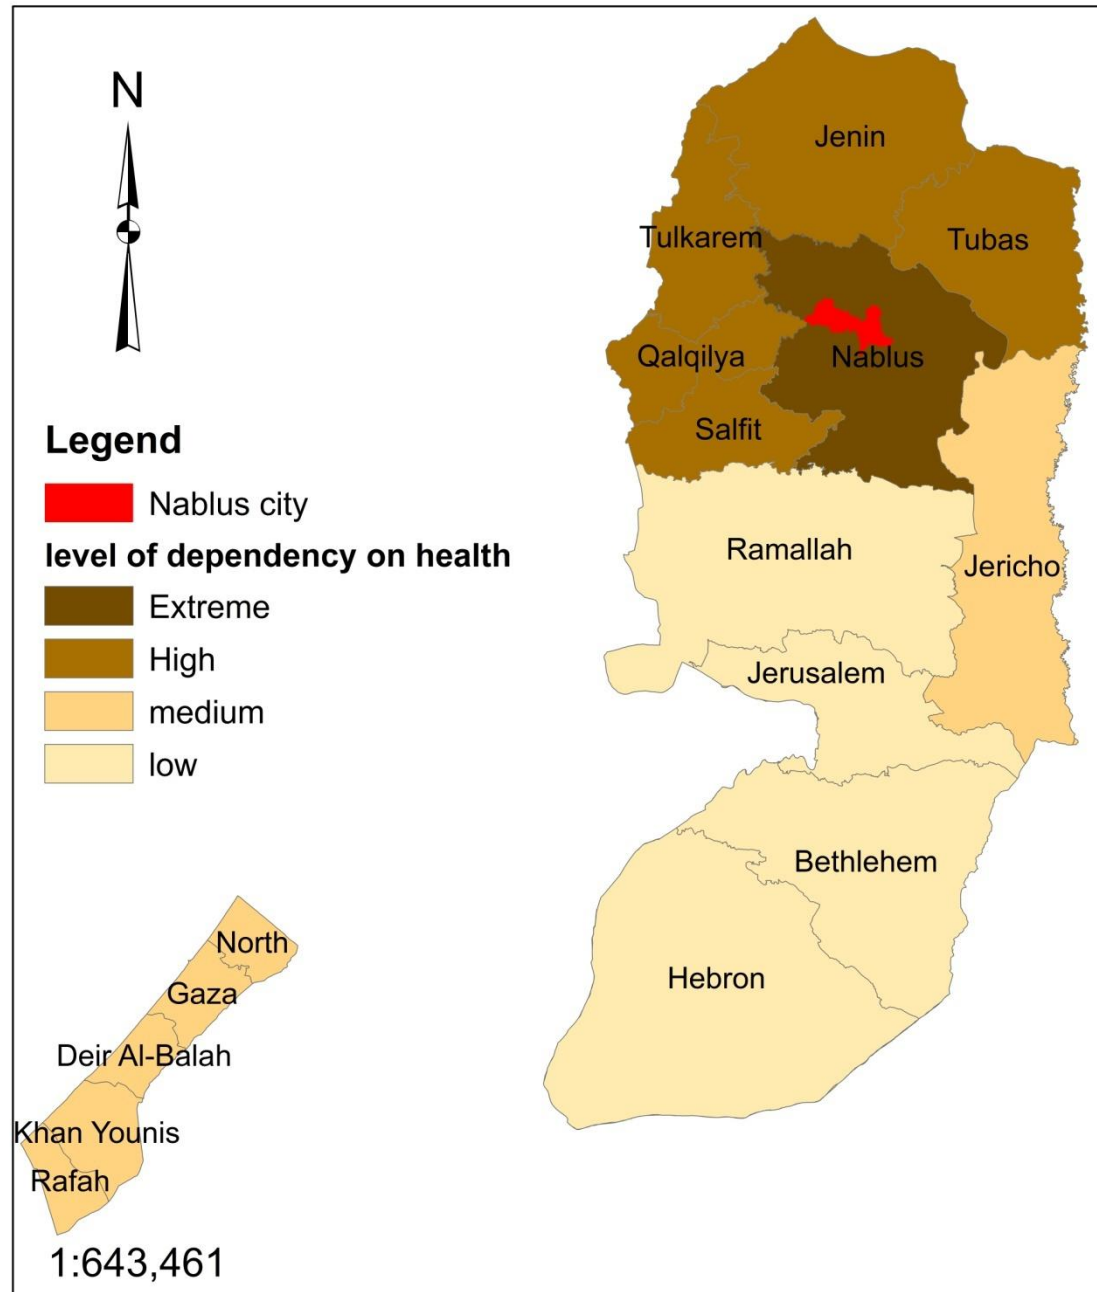 N
Jenin
Tulkarem
Tubas
Qalqilya
Nablus
Salfit
Legend
Nablus city
level of dependency on health
Extreme
High
medium
low
Ramallah
Jericho
Jerusalem
Bethlehem
Hebron
North
Gaza
Deir Al-Balah
Khan Younis
Rafah
1:643,461